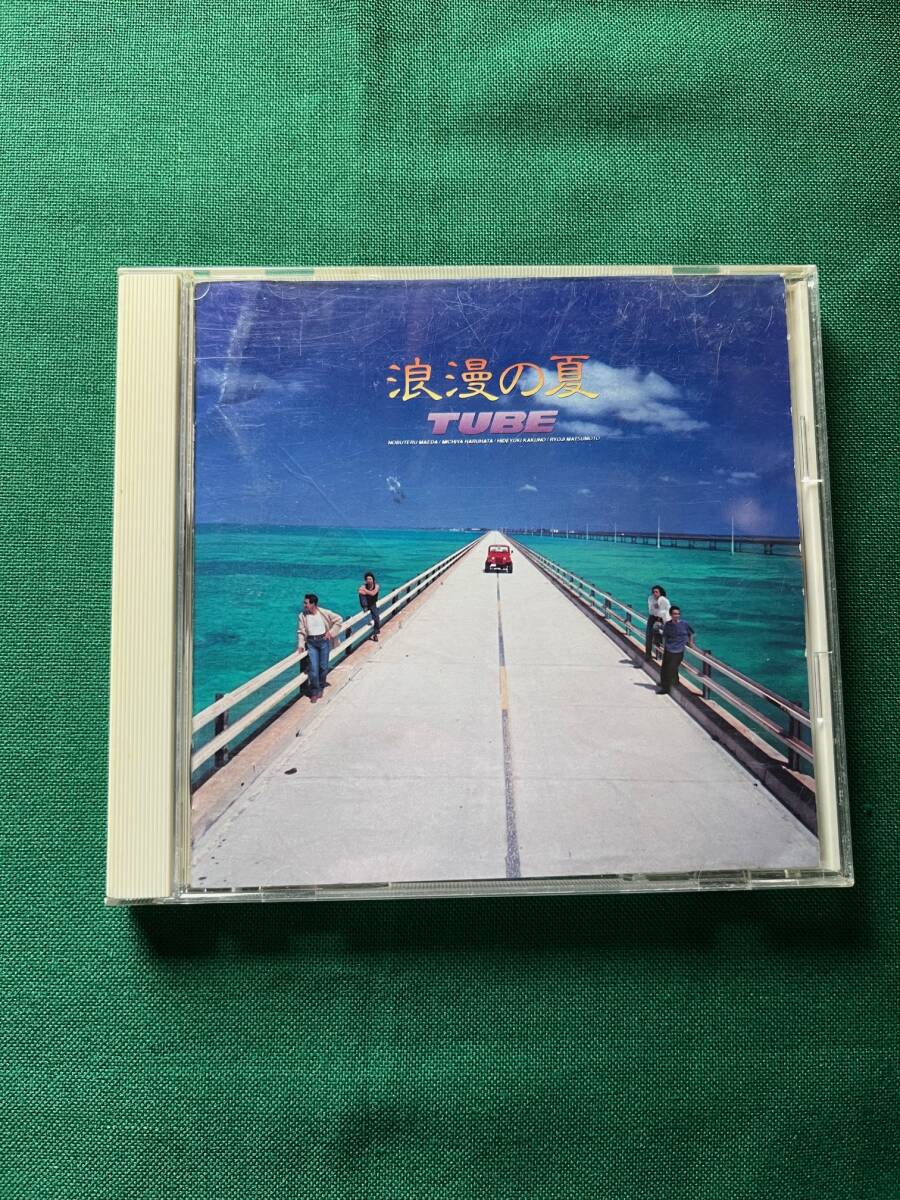 浪漫の夏
TUBE
NOBUTERU MAEDA / MICHIYA HARUHATA / HIDEYUKI KAKUNO / RYOJI MATSUMOTO